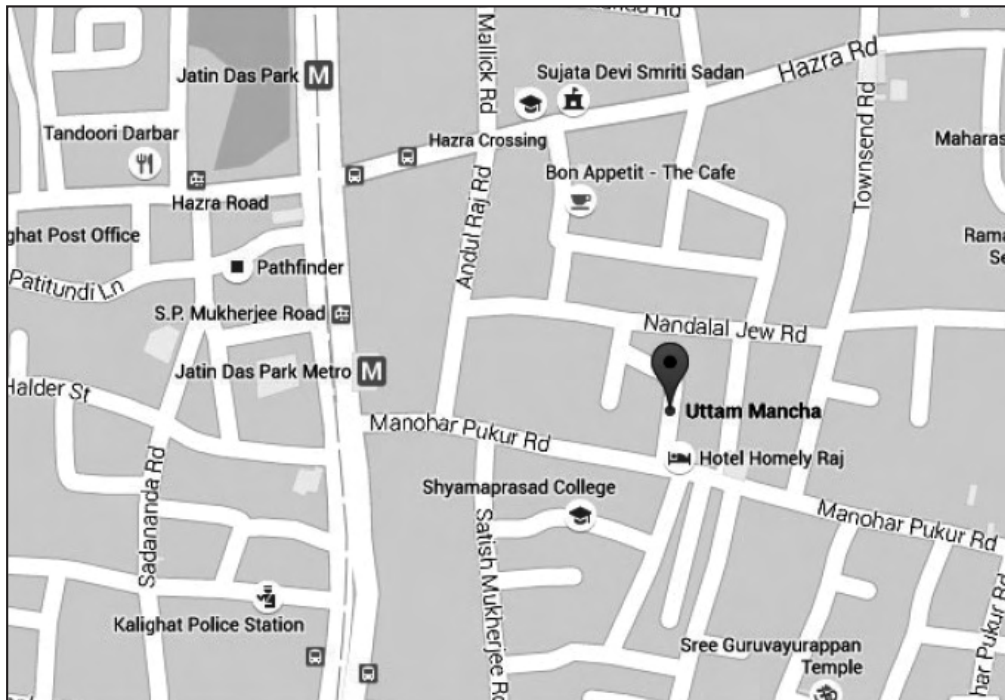 Mallick Rd
Hazra Rd
Jatin Das Park
M
Sujata Devi Smriti Sadan
Townsend Rd
Tandoori Darbar
Hazra Crossing
Maharas
Bon Appetit - The Cafe
Andul Raj Rd
Hazra Road
ghat Post Office
Rama
Se
Pathfinder
Patitundi Ln
S.P. Mukherjee Road
Nandalal Jew Rd
Jatin Das Park Metro
M
Halder St
Uttam Mancha
Manohar Pukur Rd
Hotel Homely Raj
Sadananda Rd
Shyamaprasad College
Satish Mukherjee Rd
Manohar Pukur Rd
Kalighat Police Station
Sree Guruvayurappan
Temple
har Pukur Rd